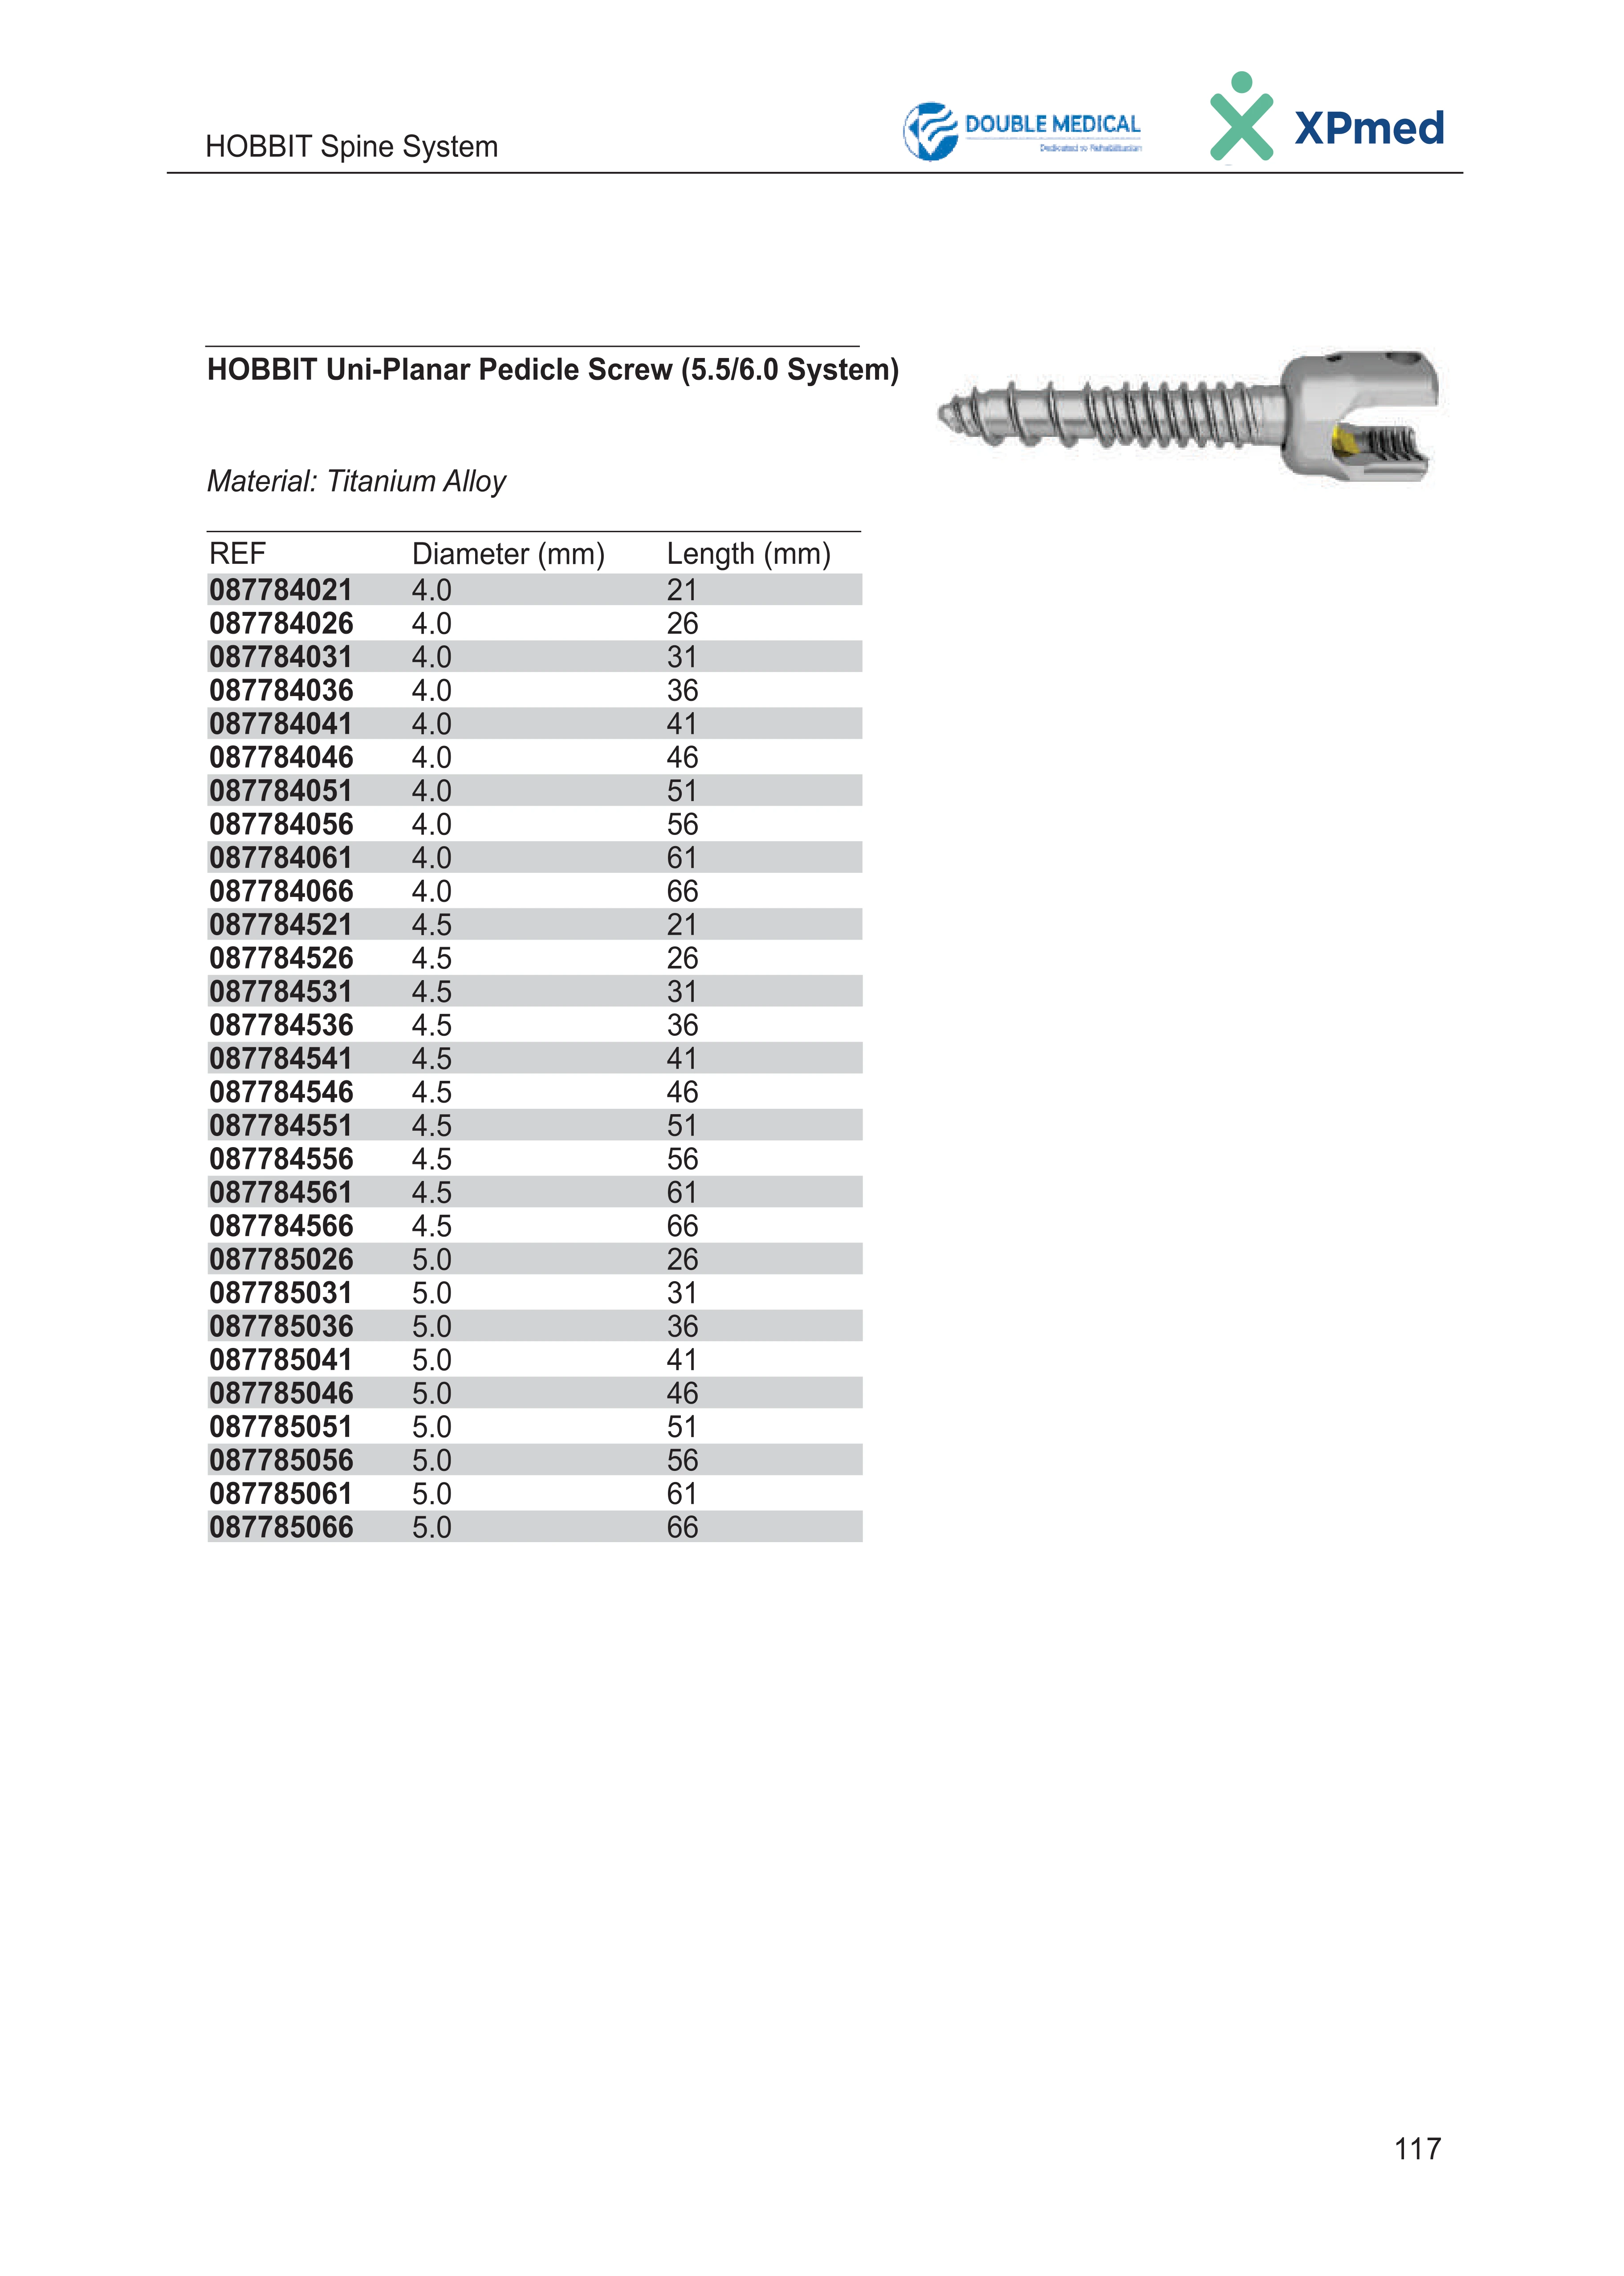 HOBBIT Spine System
DOUBLE MEDICAL
Dedicated to Rehabilitation
XPmed
HOBBIT Uni-Planar Pedicle Screw (5.5/6.0 System)
Material: Titanium Alloy
REF Diameter (mm) Length (mm)
087784021 4.0 21
087784026 4.0 26
087784031 4.0 31
087784036 4.0 36
087784041 4.0 41
087784046 4.0 46
087784051 4.0 51
087784056 4.0 56
087784061 4.0 61
087784066 4.0 66
087784521 4.5 21
087784526 4.5 26
087784531 4.5 31
087784536 4.5 36
087784541 4.5 41
087784546 4.5 46
087784551 4.5 51
087784556 4.5 56
087784561 4.5 61
087784566 4.5 66
087785026 5.0 26
087785031 5.0 31
087785036 5.0 36
087785041 5.0 41
087785046 5.0 46
087785051 5.0 51
087785056 5.0 56
087785061 5.0 61
087785066 5.0 66
117